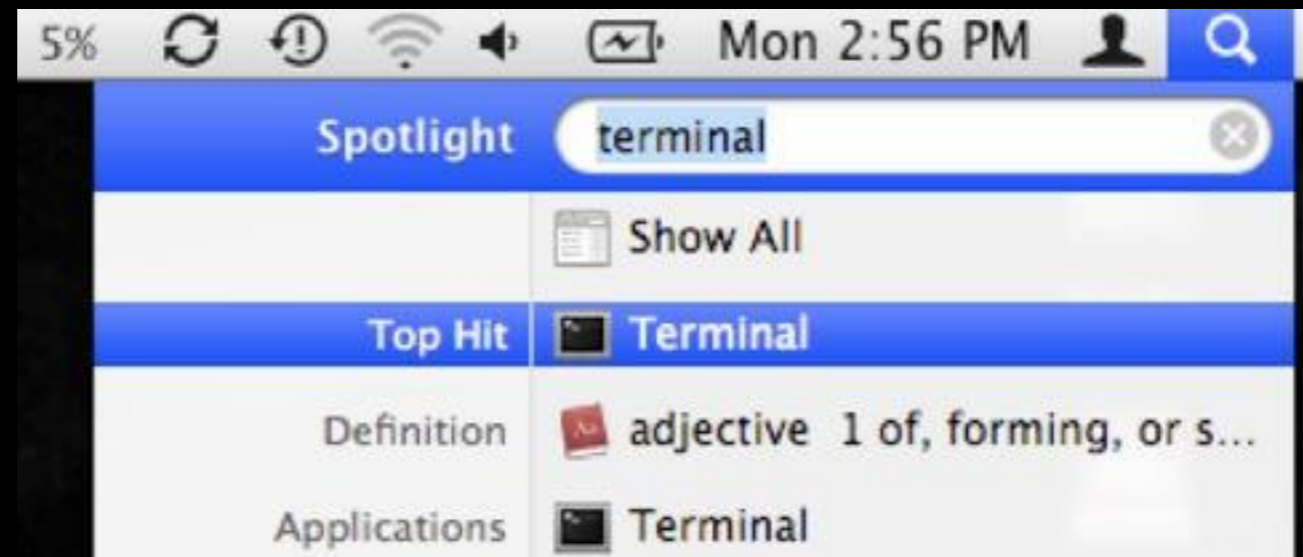 5% Mon 2:56 PM
Spotlight terminal
Show All
Top Hit Terminal
Definition adjective 1 of, forming, or s...
Applications Terminal